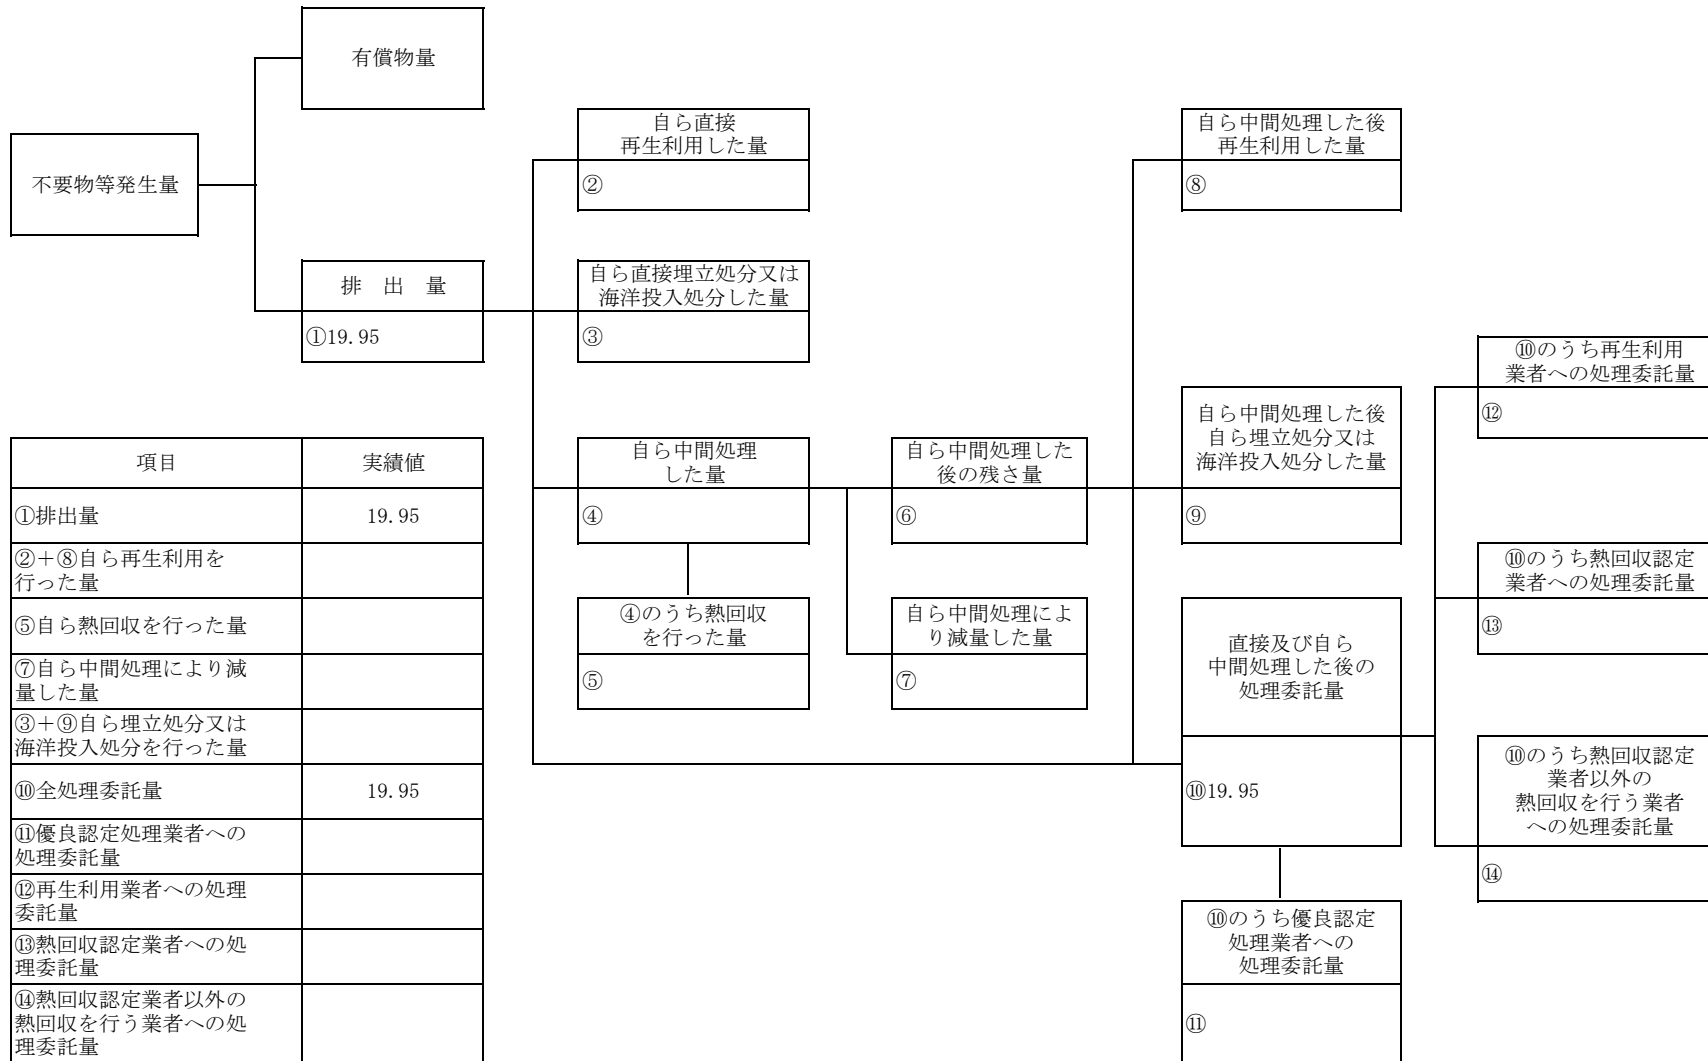 有償物量
不要物等発生量
排　出　量
①19.95
自ら直接
再生利用した量
②
自ら直接埋立処分又は
海洋投入処分した量
③
自ら中間処理
した量
④
④のうち熱回収
を行った量
⑤
自ら中間処理した
後の残さ量
⑥
自ら中間処理によ
り減量した量
⑦
自ら中間処理した後
再生利用した量
⑧
自ら中間処理した後
自ら埋立処分又は
海洋投入処分した量
⑨
直接及び自ら
中間処理した後の
処理委託量
⑩19.95
⑩のうち優良認定
処理業者への
処理委託量
⑪
⑩のうち再生利用
業者への処理委託量
⑫
⑩のうち熱回収認定
業者への処理委託量
⑬
⑩のうち熱回収認定
業者以外の
熱回収を行う業者
への処理委託量
⑭
項目 実績値
①排出量 19.95
②＋⑧自ら再生利用を
行った量
⑤自ら熱回収を行った量
⑦自ら中間処理により減
量した量
③＋⑨自ら埋立処分又は
海洋投入処分を行った量
⑩全処理委託量 19.95
⑪優良認定処理業者への
処理委託量
⑫再生利用業者への処理
委託量
⑬熱回収認定業者への処
理委託量
⑭熱回収認定業者以外の
熱回収を行う業者への処
理委託量